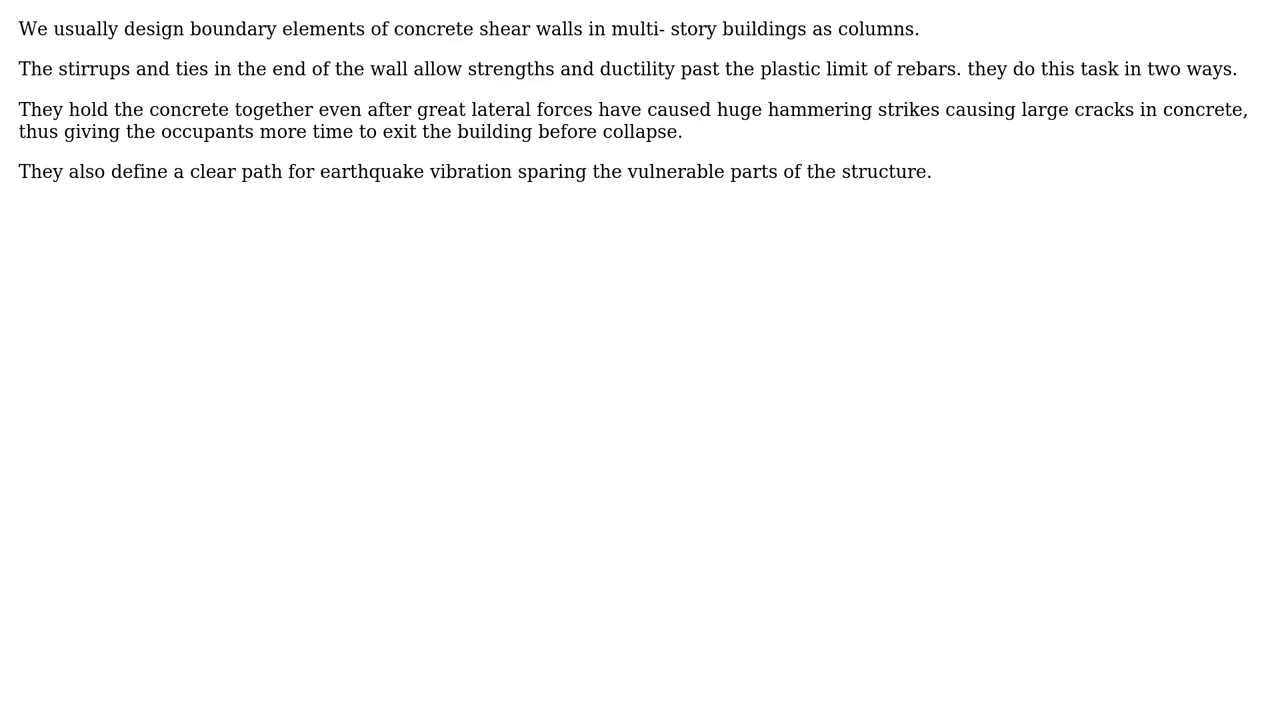 We usually design boundary elements of concrete shear walls in multi- story buildings as columns.
The stirrups and ties in the end of the wall allow strengths and ductility past the plastic limit of rebars. they do this task in two ways.
They hold the concrete together even after great lateral forces have caused huge hammering strikes causing large cracks in concrete,
thus giving the occupants more time to exit the building before collapse.
They also define a clear path for earthquake vibration sparing the vulnerable parts of the structure.